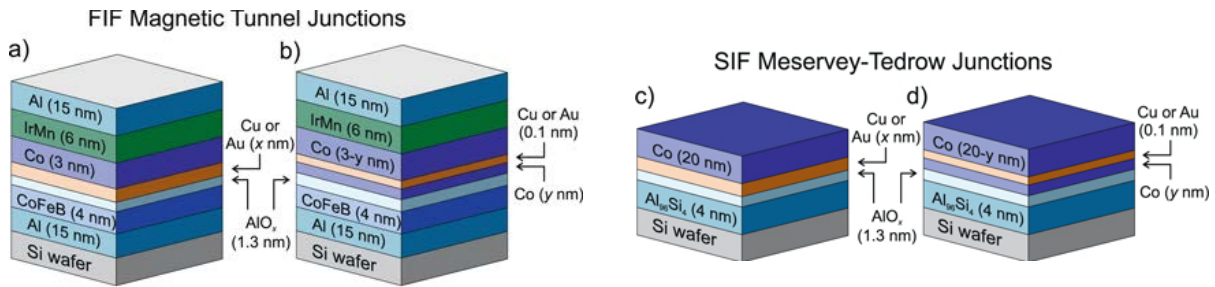 FIF Magnetic Tunnel Junctions
a)
Al (15 nm)
IrMn (6 nm)
Co (3 nm)
CoFeB (4 nm)
Al (15 nm)
Si wafer
Cu or
Au (x nm)
AlOₓ
(1.3 nm)
b)
Al (15 nm)
IrMn (6 nm)
Co (3-y nm)
CoFeB (4 nm)
Al (15 nm)
Si wafer
Cu or Au
(0.1 nm)
Co (y nm)
SIF Meservey-Tedrow Junctions
c)
Co (20 nm)
Al₉₆Si₄ (4 nm)
Si wafer
Cu or
Au (x nm)
AlOₓ
(1.3 nm)
d)
Co (20-y nm)
Al₉₆Si₄ (4 nm)
Si wafer
Cu or Au
(0.1 nm)
Co (y nm)